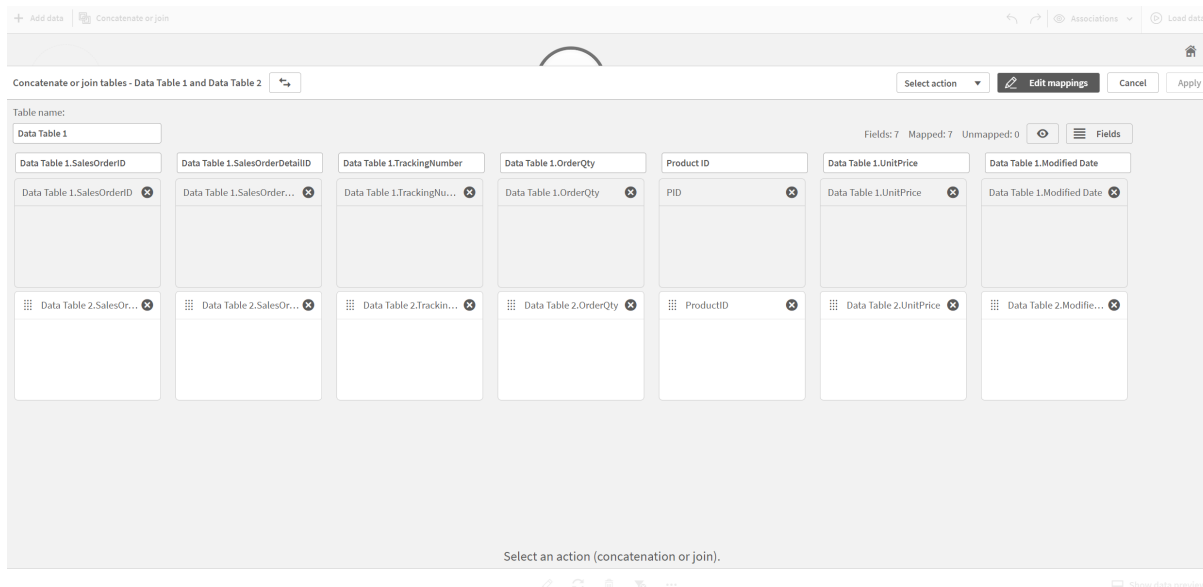 Add data Concatenate or join Associations Load data
Concatenate or join tables - Data Table 1 and Data Table 2 Select action Edit mappings Cancel Apply
Table name:
Data Table 1 Fields: 7 Mapped: 7 Unmapped: 0 Fields
Data Table 1.SalesOrderID Data Table 1.SalesOrderDetailID Data Table 1.TrackingNumber Data Table 1.OrderQty Product ID Data Table 1.UnitPrice Data Table 1.Modified Date
Data Table 1.SalesOrderID Data Table 1.SalesOrder... Data Table 1.TrackingNu... Data Table 1.OrderQty PID Data Table 1.UnitPrice Data Table 1.Modified Date
Data Table 2.SalesOr... Data Table 2.SalesOr... Data Table 2.Trackin... Data Table 2.OrderQty ProductID Data Table 2.UnitPrice Data Table 2.Modifie...
Select an action (concatenation or join).
Show data preview